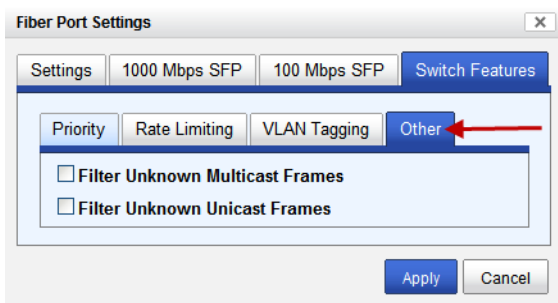 Fiber Port Settings
Settings 1000 Mbps SFP 100 Mbps SFP Switch Features
Priority Rate Limiting VLAN Tagging Other
Filter Unknown Multicast Frames
Filter Unknown Unicast Frames
Apply Cancel